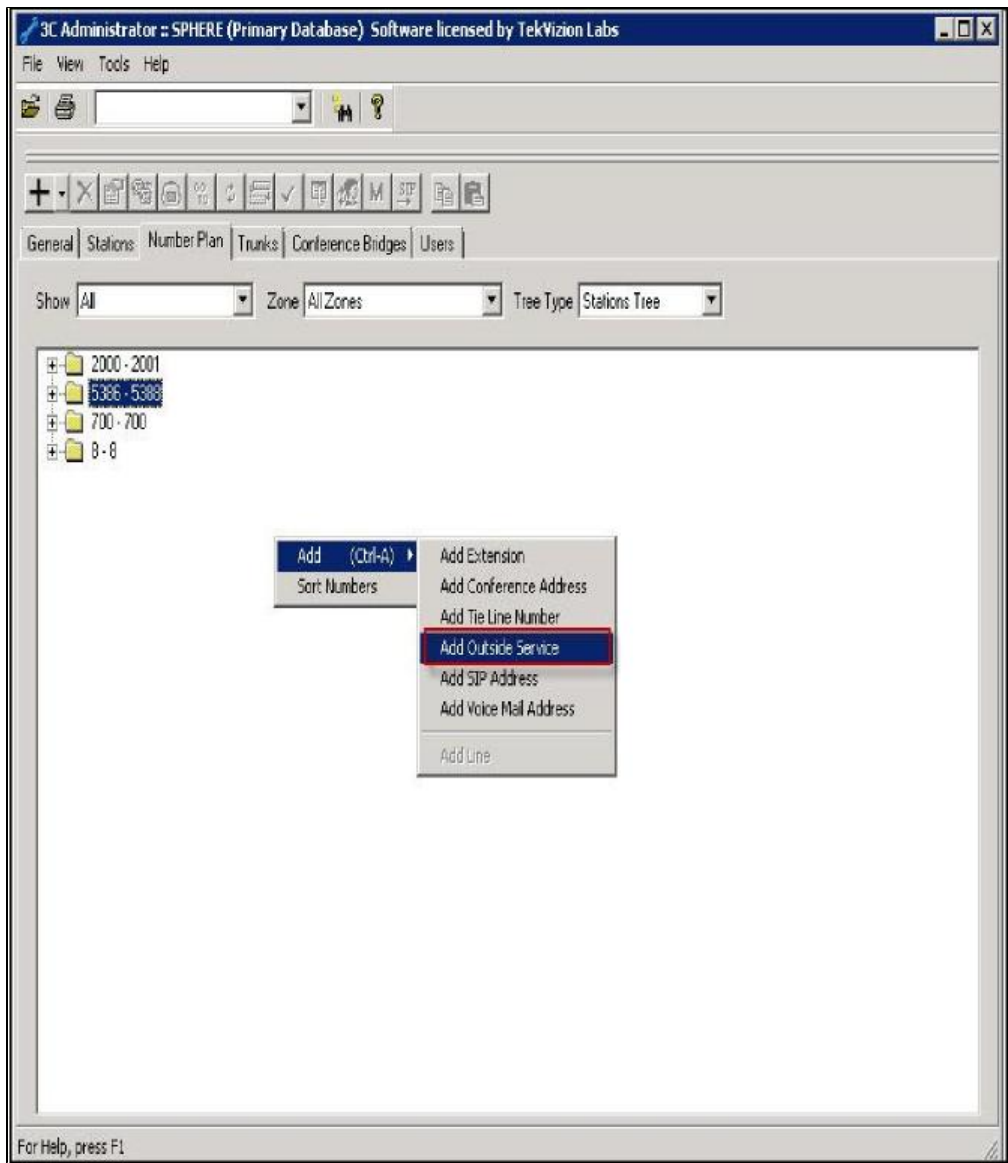 3C Administrator :: SPHERE (Primary Database) Software licensed by TekVizion Labs
File View Tools Help
GO TO M SIP
General Stations Number Plan Trunks Conference Bridges Users
Show All Zone All Zones Tree Type Stations Tree
2000 - 2001
5386 - 5388
700 - 700
8 - 8
Add (Ctrl-A)
Sort Numbers
Add Extension
Add Conference Address
Add Tie Line Number
Add Outside Service
Add SIP Address
Add Voice Mail Address
Add Line
For Help, press F1